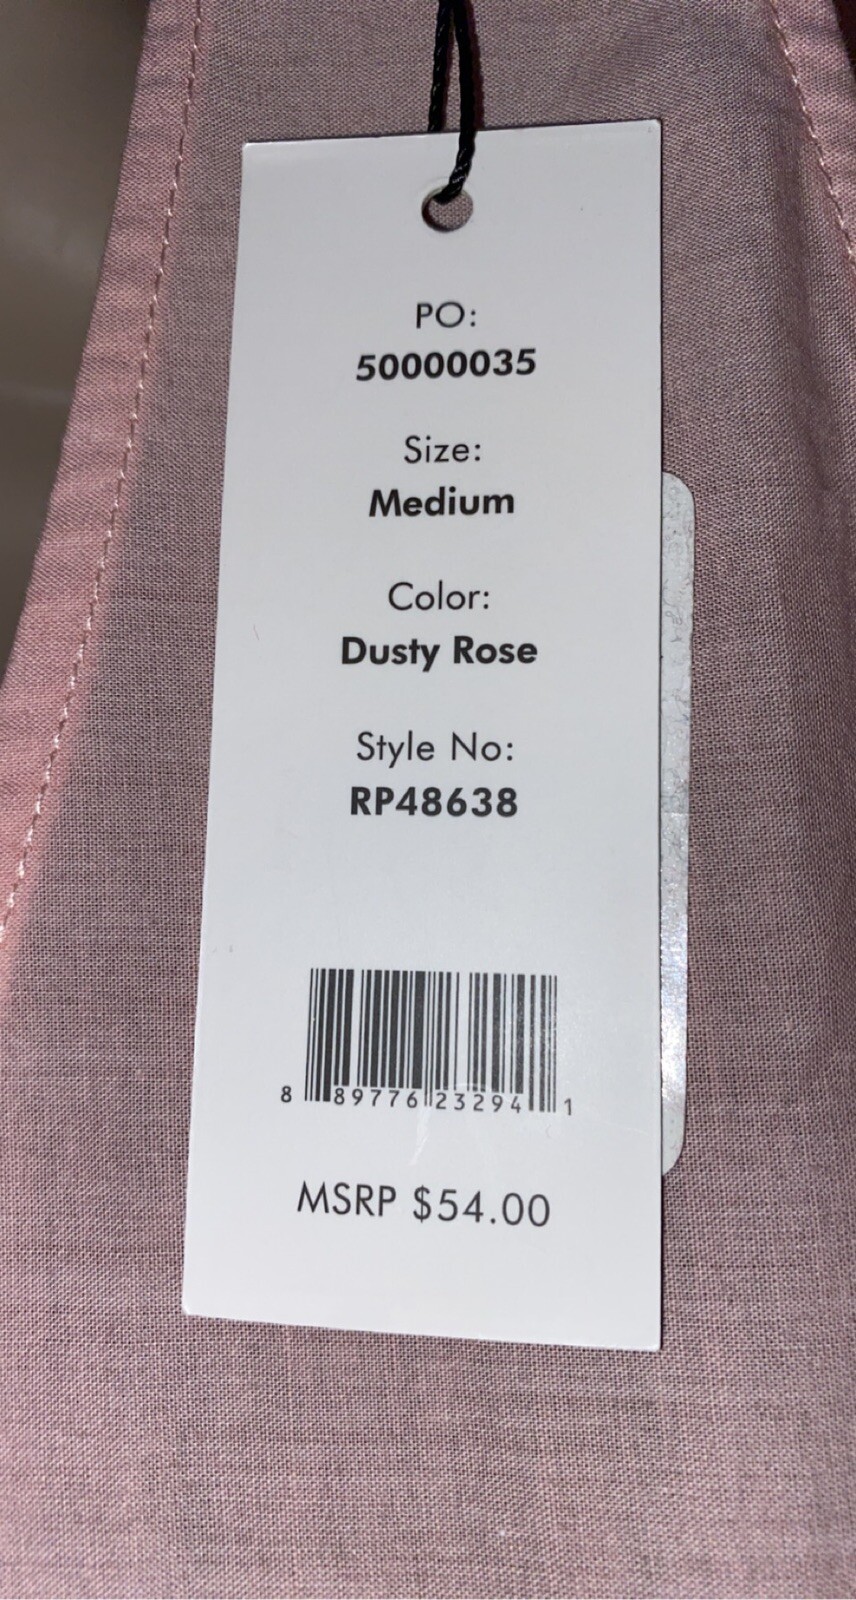 PO:
50000035
Size:
Medium
Color:
Dusty Rose
Style No:
RP48638
8 89776 23294 1
MSRP $54.00